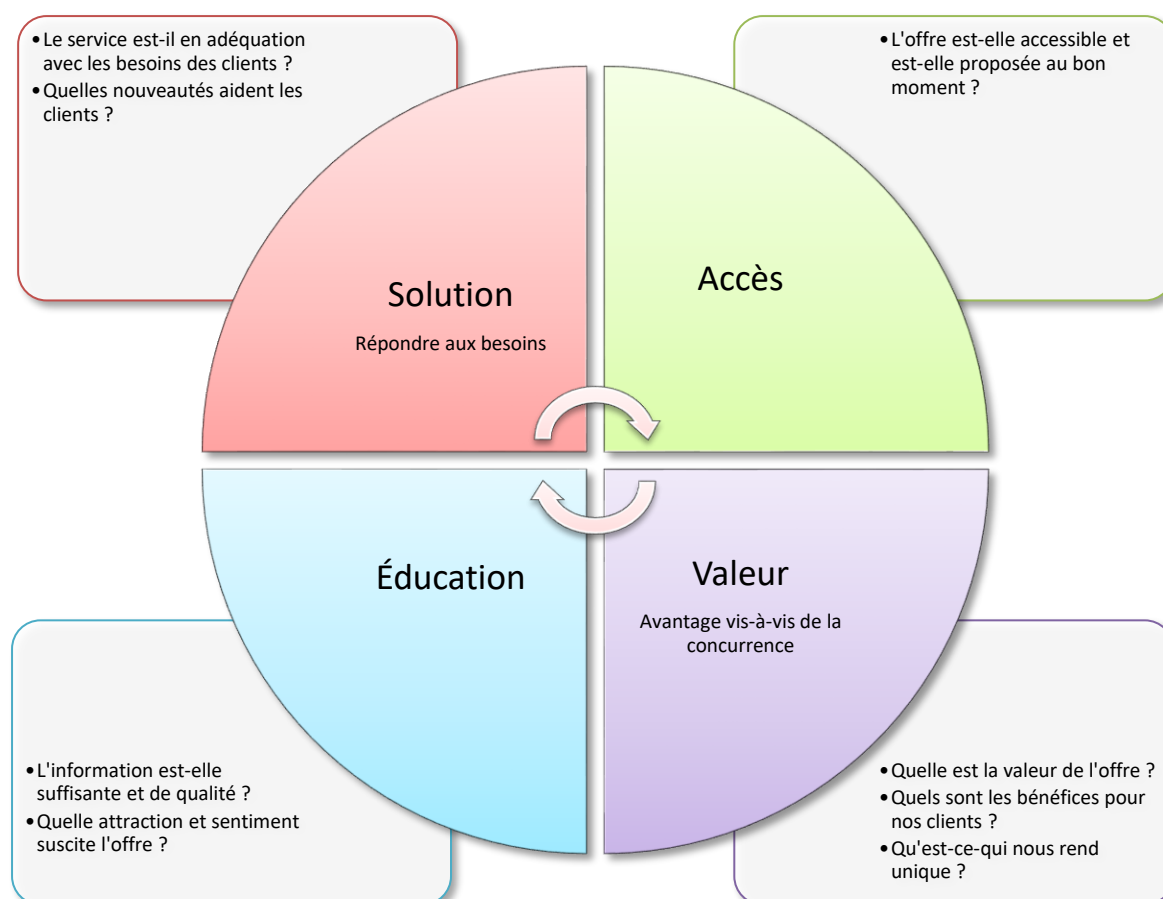 •Le service est-il en adéquation
avec les besoins des clients ?
•Quelles nouveautés aident les
clients ?
•L'offre est-elle accessible et
est-elle proposée au bon
moment ?
Solution
Répondre aux besoins
Accès
Éducation
Valeur
Avantage vis-à-vis de la
concurrence
•L'information est-elle
suffisante et de qualité ?
•Quelle attraction et sentiment
suscite l'offre ?
•Quelle est la valeur de l'offre ?
•Quels sont les bénéfices pour
nos clients ?
•Qu'est-ce-qui nous rend
unique ?